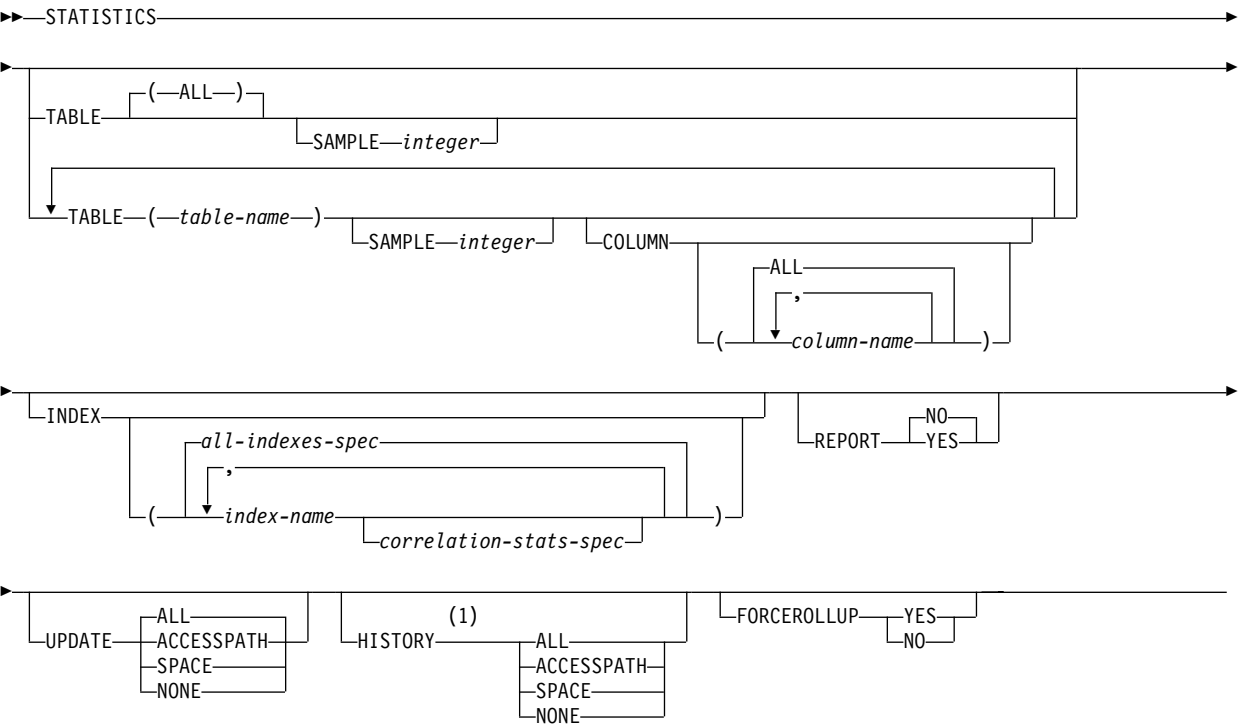 STATISTICS
( ALL )
TABLE
SAMPLE integer
TABLE ( table-name )
SAMPLE integer
COLUMN
ALL
,
( column-name )
INDEX
all-indexes-spec
,
( index-name )
correlation-stats-spec
NO
REPORT YES
ALL
UPDATE ACCESSPATH
SPACE
NONE
(1)
HISTORY ALL
ACCESSPATH
SPACE
NONE
FORCEROLLUP YES
NO